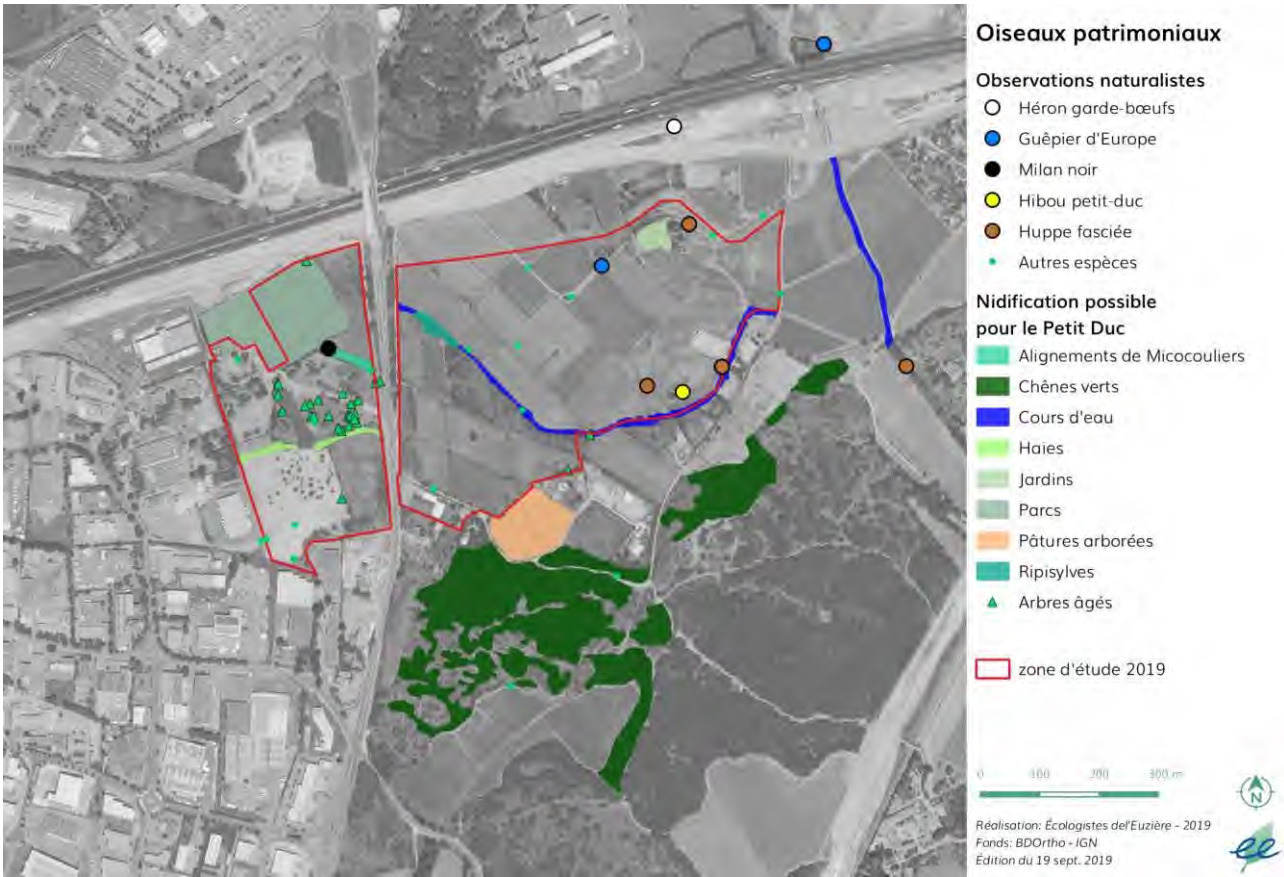 Oiseaux patrimoniaux
Observations naturalistes
Héron garde-bœufs
Guêpier d'Europe
Milan noir
Hibou petit-duc
Huppe fasciée
Autres espèces
Nidification possible
pour le Petit Duc
Alignements de Micocouliers
Chênes verts
Cours d'eau
Haies
Jardins
Parcs
Pâtures arborées
Ripisylves
Arbres âgés
zone d'étude 2019
0 100 200 300 m
N
Réalisation: Écologistes del'Euzière - 2019
Fonds: BDOrtho - IGN
Édition du 19 sept. 2019
ee